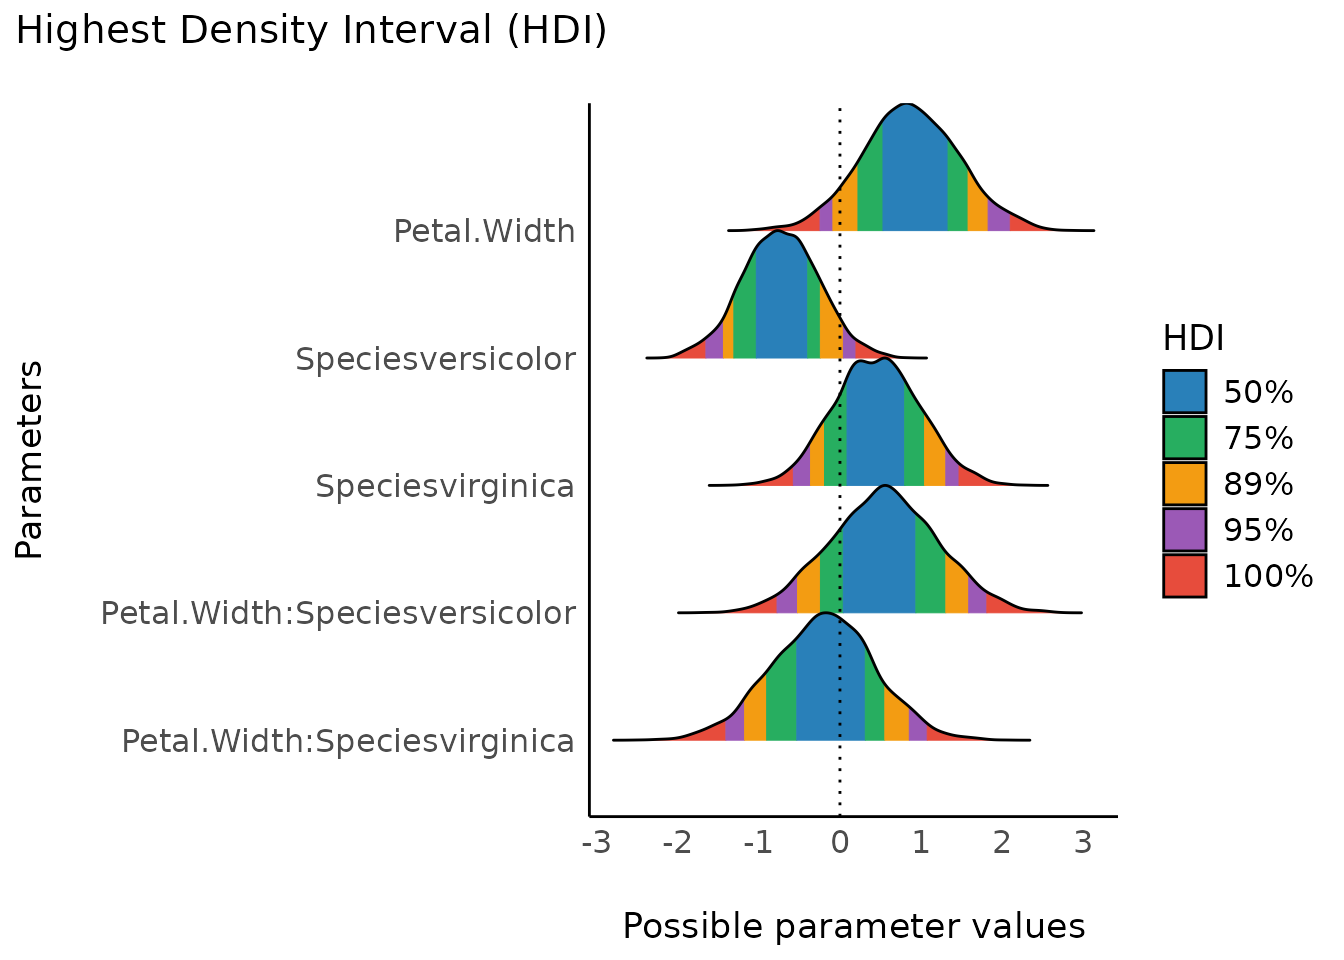 Highest Density Interval (HDI)
Parameters
Petal.Width
Speciesversicolor
Speciesvirginica
Petal.Width:Speciesversicolor
Petal.Width:Speciesvirginica
-3 -2 -1 0 1 2 3
Possible parameter values
HDI
50%
75%
89%
95%
100%